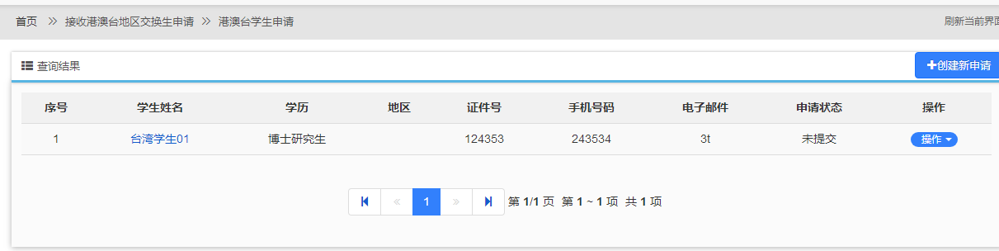 首页 接收港澳台地区交换生申请 港澳台学生申请 刷新当前界面
查询结果 创建新申请
序号 学生姓名 学历 地区 证件号 手机号码 电子邮件 申请状态 操作
1 台湾学生01 博士研究生 124353 243534 3t 未提交 操作
1 第 1/1 页 第 1 ~ 1 项 共 1 项